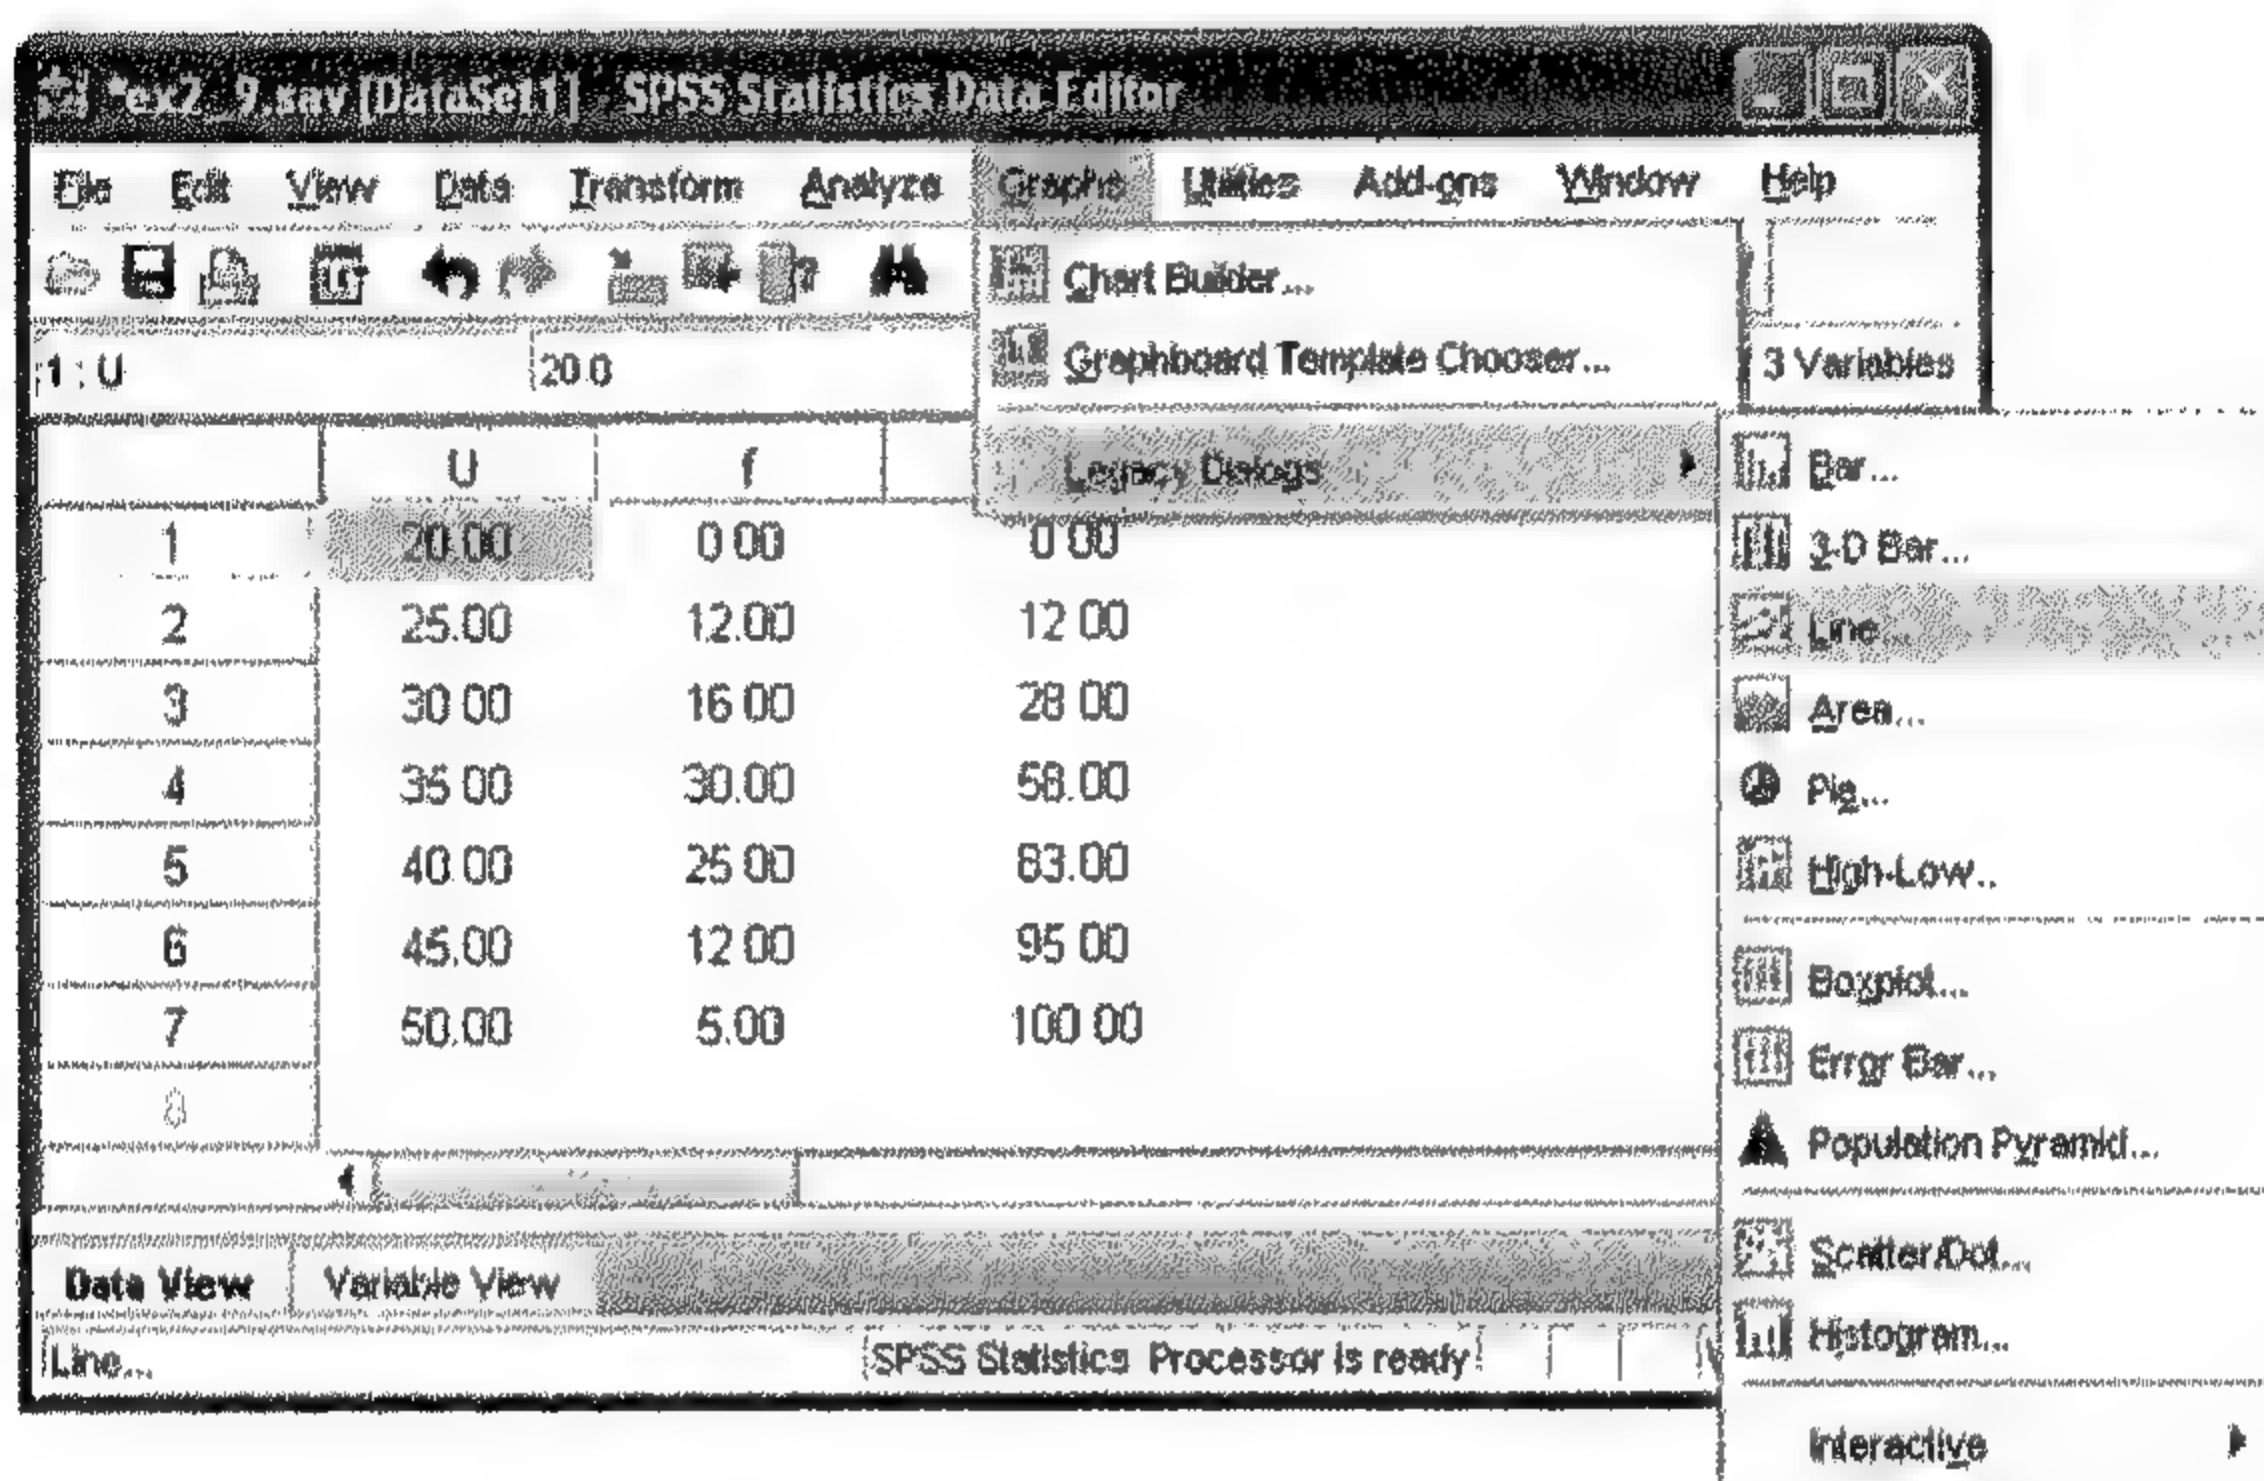 *ex2_9.sav [DataSet1] - SPSS Statistics Data Editor
File Edit View Data Transform Analyze Graphs Utilities Add-ons Window Help
Chart Builder...
Graphboard Template Chooser...
1 : U 20.0 3 Variables
Legacy Dialogs
U f
1 20.00 0.00 0.00
2 25.00 12.00 12.00
3 30.00 16.00 28.00
4 35.00 30.00 58.00
5 40.00 25.00 83.00
6 45.00 12.00 95.00
7 50.00 5.00 100.00
8
Bar...
3-D Bar...
Line...
Area...
Pie...
High-Low...
Boxplot...
Error Bar...
Population Pyramid...
Scatter/Dot...
Histogram...
Interactive
Data View Variable View
Line... SPSS Statistics Processor is ready